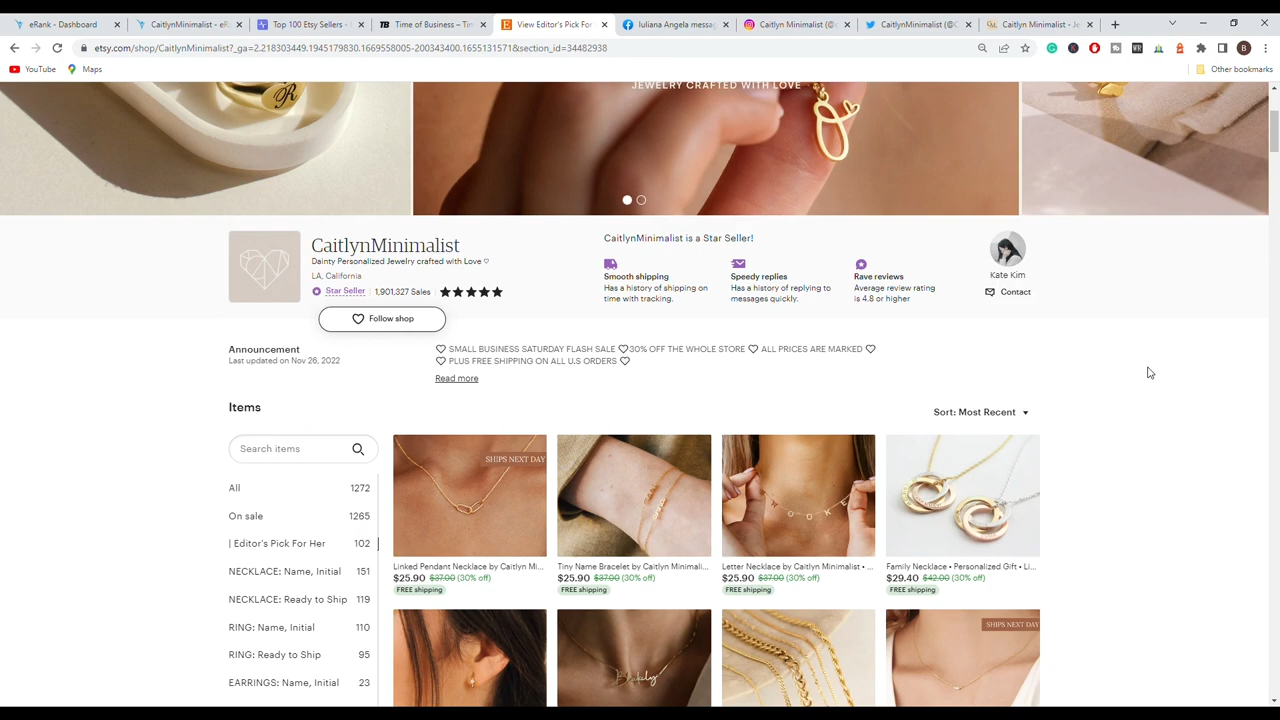 eRank - Dashboard
CaitlynMinimalist - eR
Top 100 Etsy Sellers -
Time of Business – Tim
View Editor's Pick For
Iuliana Angela messa
Caitlyn Minimalist (@c
CaitlynMinimalist (@C
Caitlyn Minimalist - Je
etsy.com/shop/CaitlynMinimalist?_ga=2.218303449.1945179830.1669558005-200343400.1655131571&section_id=34482938
YouTube
Maps
Other bookmarks
R
JEWELRY CRAFTED WITH LOVE
CaitlynMinimalist
Dainty Personalized Jewelry crafted with Love ♡
LA, California
Star Seller | 1,901,327 Sales
Follow shop
CaitlynMinimalist is a Star Seller!
Smooth shipping
Has a history of shipping on
time with tracking.
Speedy replies
Has a history of replying to
messages quickly.
Rave reviews
Average review rating
is 4.8 or higher
Kate Kim
Contact
Announcement
Last updated on Nov 26, 2022
♡ SMALL BUSINESS SATURDAY FLASH SALE ♡30% OFF THE WHOLE STORE ♡ ALL PRICES ARE MARKED ♡
♡ PLUS FREE SHIPPING ON ALL U.S ORDERS ♡
Read more
Items
Sort: Most Recent
Search items
All 1272
On sale 1265
| Editor's Pick For Her 102
NECKLACE: Name, Initial 151
NECKLACE: Ready to Ship 119
RING: Name, Initial 110
RING: Ready to Ship 95
EARRINGS: Name, Initial 23
SHIPS NEXT DAY
Linked Pendant Necklace by Caitlyn Mi...
$25.90 $37.00 (30% off)
FREE shipping
Tiny Name Bracelet by Caitlyn Minimali...
$25.90 $37.00 (30% off)
FREE shipping
Letter Necklace by Caitlyn Minimalist • ...
$25.90 $37.00 (30% off)
FREE shipping
Family Necklace • Personalized Gift • Li...
$29.40 $42.00 (30% off)
FREE shipping
SHIPS NEXT DAY